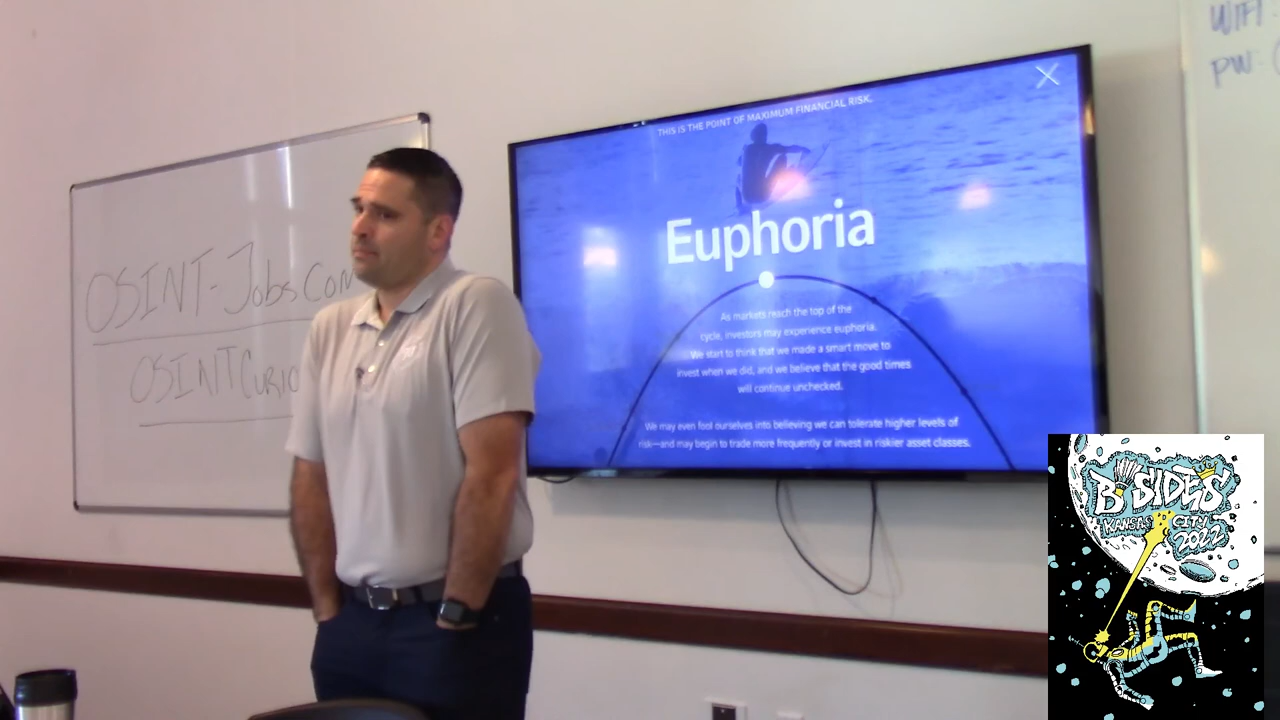 OSINT-Jobs.Com
OSINTCurio
THIS IS THE POINT OF MAXIMUM FINANCIAL RISK.
Euphoria
As markets reach the top of the
cycle, investors may experience euphoria.
We start to think that we made a smart move to
invest when we did, and we believe that the good times
will continue unchecked.
We may even fool ourselves into believing we can tolerate higher levels of
risk—and may begin to trade more frequently or invest in riskier asset classes.
WIFI:
PW:
BSIDES
KANSAS CITY
2022